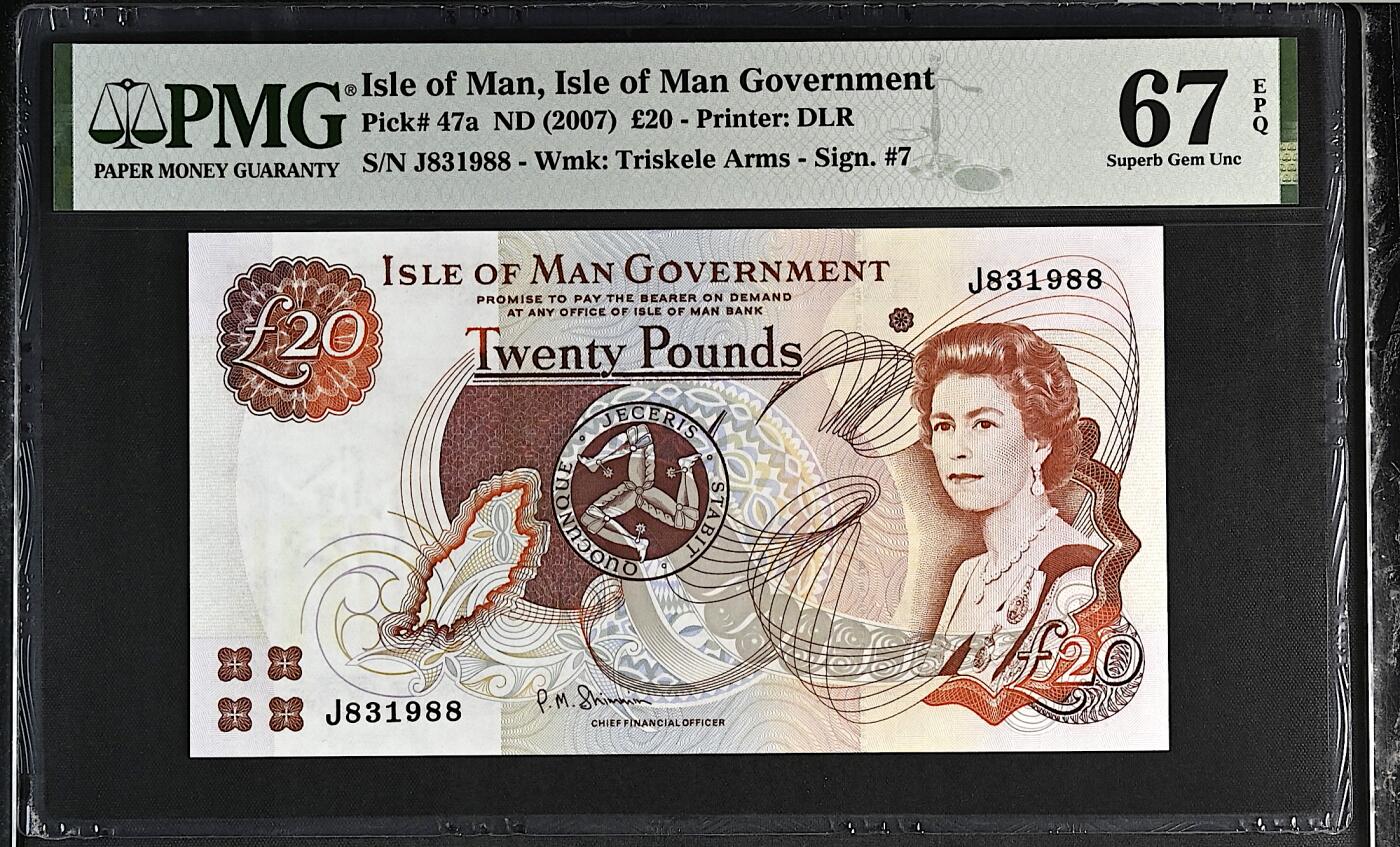 PMG®
PAPER MONEY GUARANTY
Isle of Man, Isle of Man Government
Pick# 47a ND (2007) £20 - Printer: DLR
S/N J831988 - Wmk: Triskele Arms - Sign. #7
67
EPQ
Superb Gem Unc
£20
ISLE OF MAN GOVERNMENT
PROMISE TO PAY THE BEARER ON DEMAND
AT ANY OFFICE OF ISLE OF MAN BANK
Twenty Pounds
J831988
QUOCUNQUE JECERIS STABIT
£20
J831988
P.M. Shimmin
CHIEF FINANCIAL OFFICER